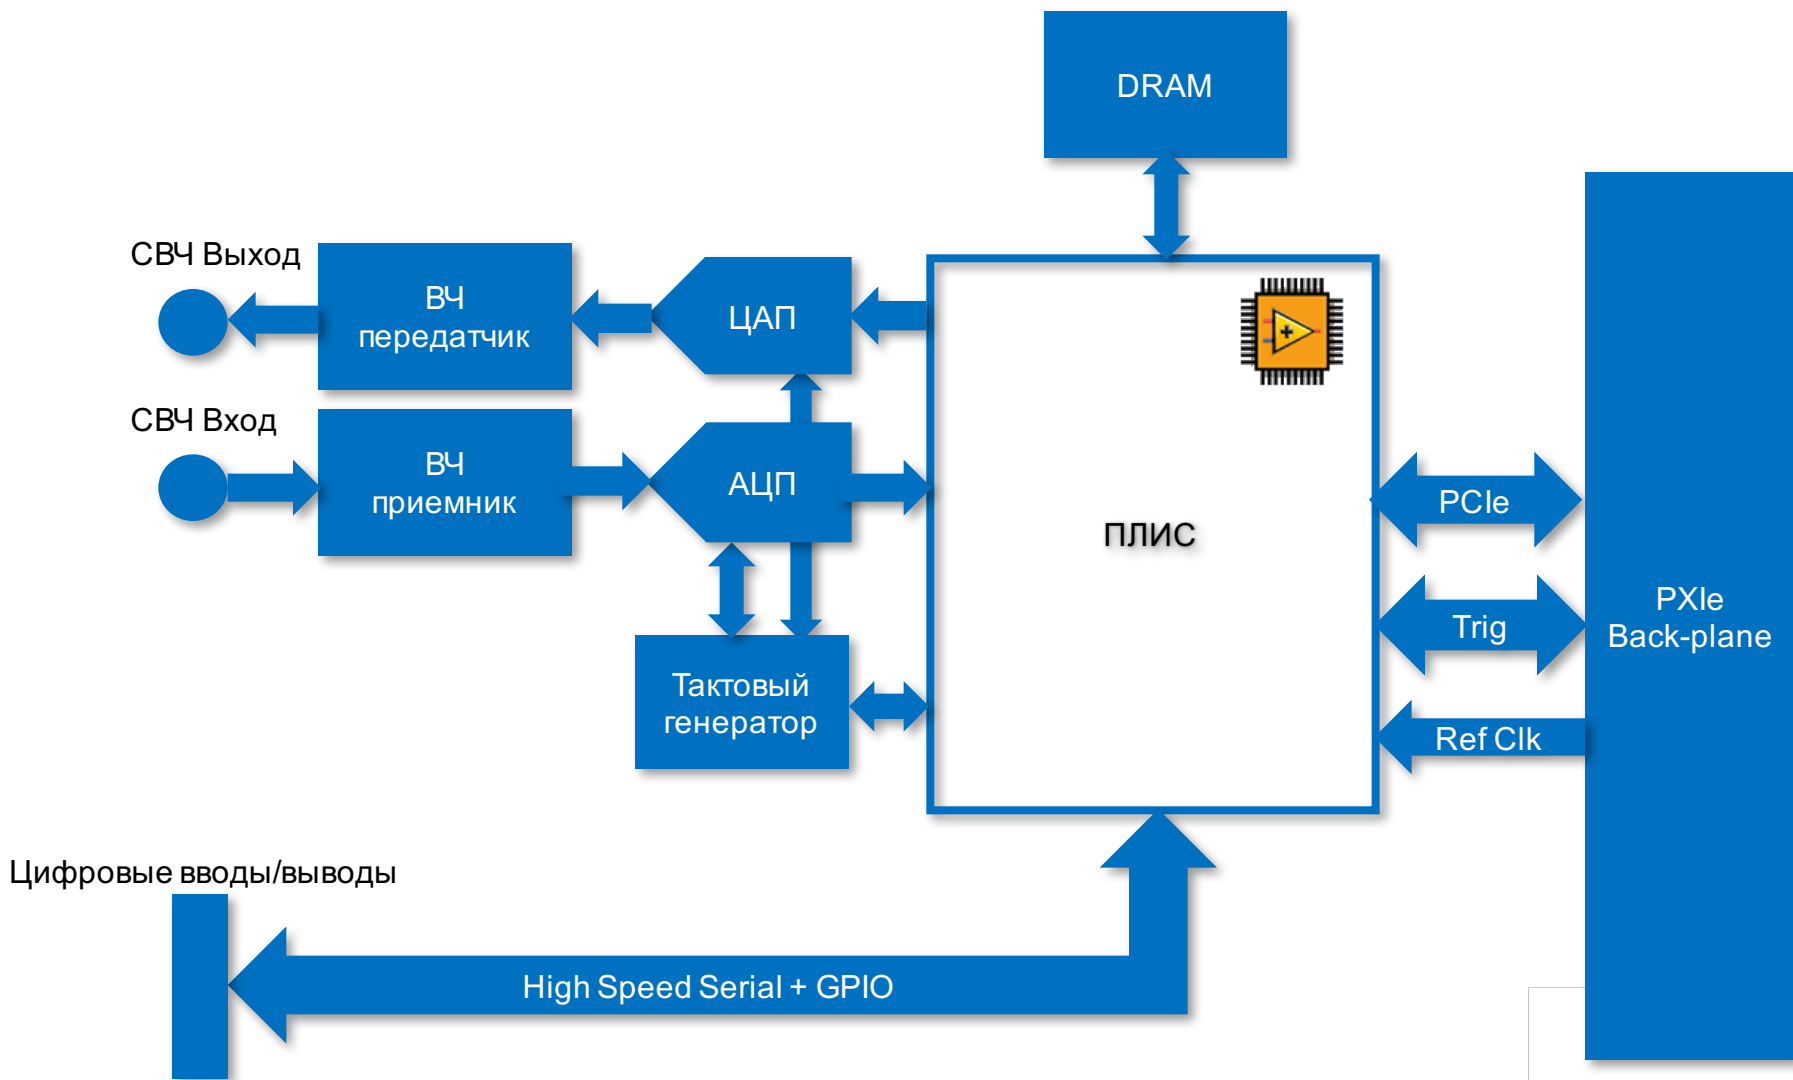 DRAM
СВЧ Выход
ВЧ
передатчик
ЦАП
СВЧ Вход
ВЧ
приемник
АЦП
ПЛИС
PCIe
Trig
Ref Clk
PXIe
Back-plane
Тактовый
генератор
Цифровые вводы/выводы
High Speed Serial + GPIO